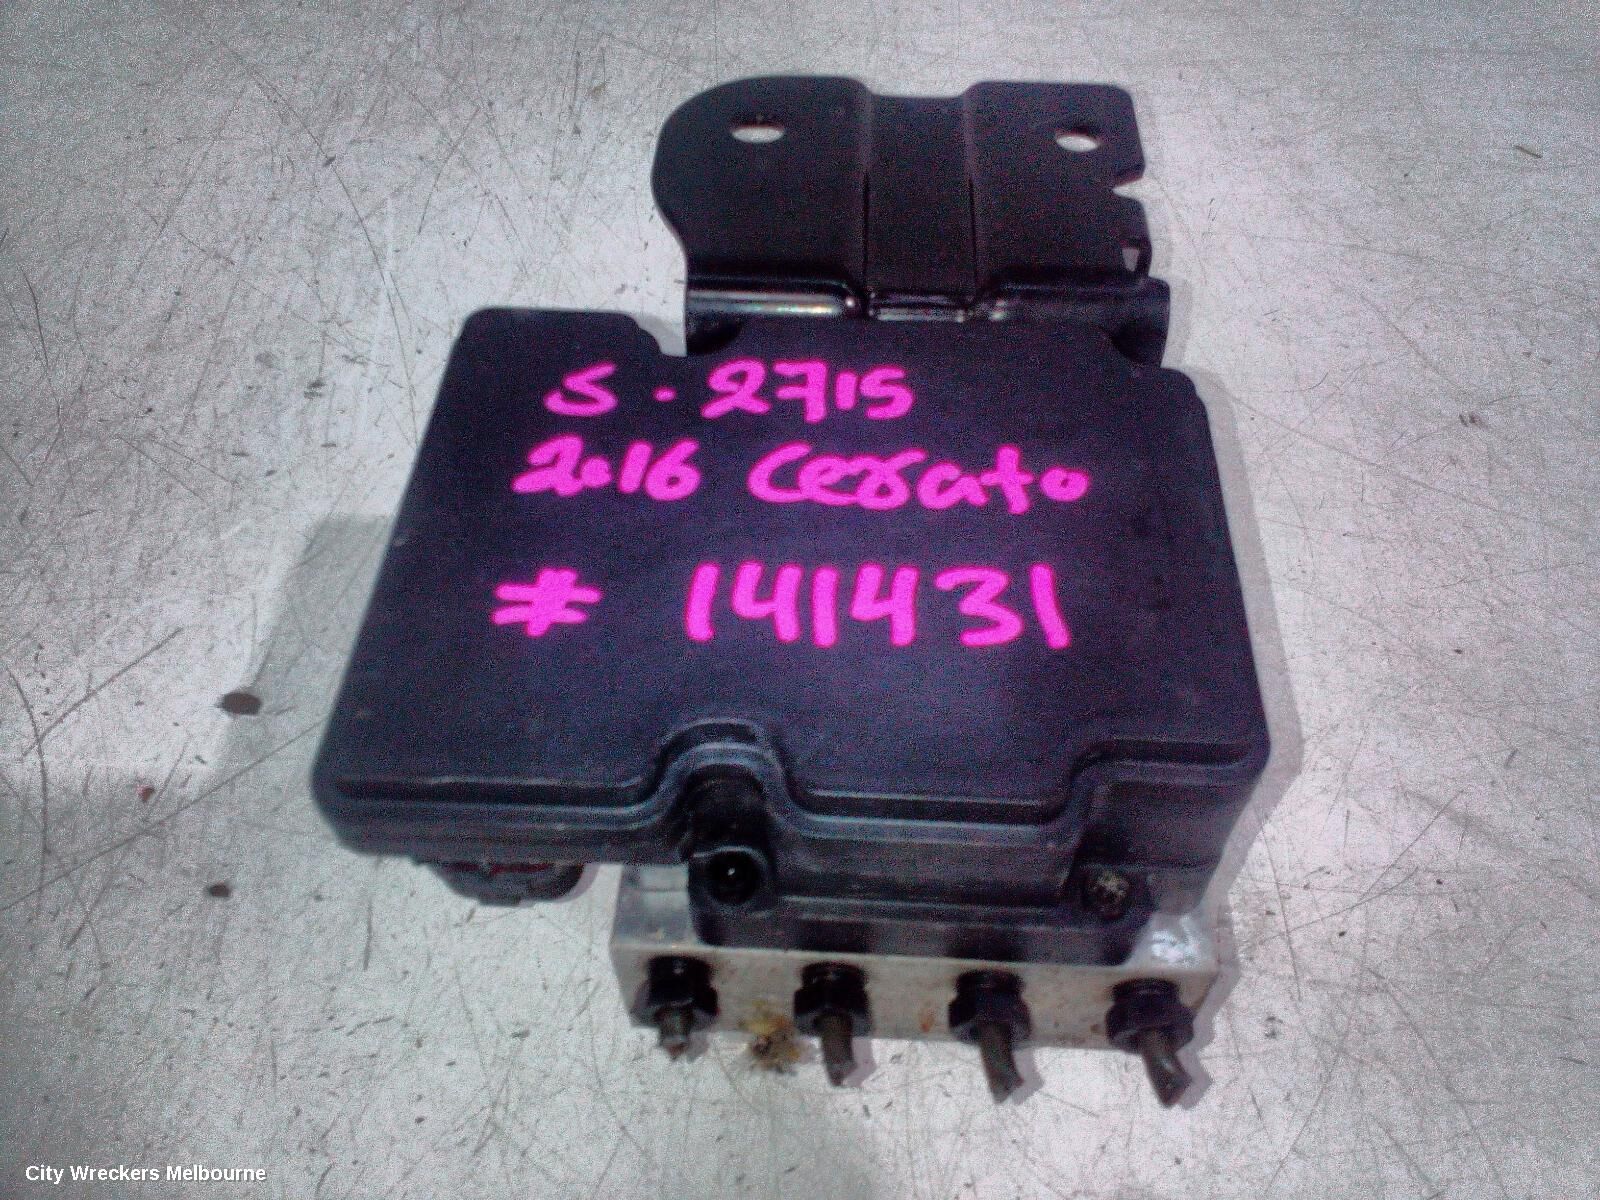 S-2715
2016 Cerato
# 141431
City Wreckers Melbourne